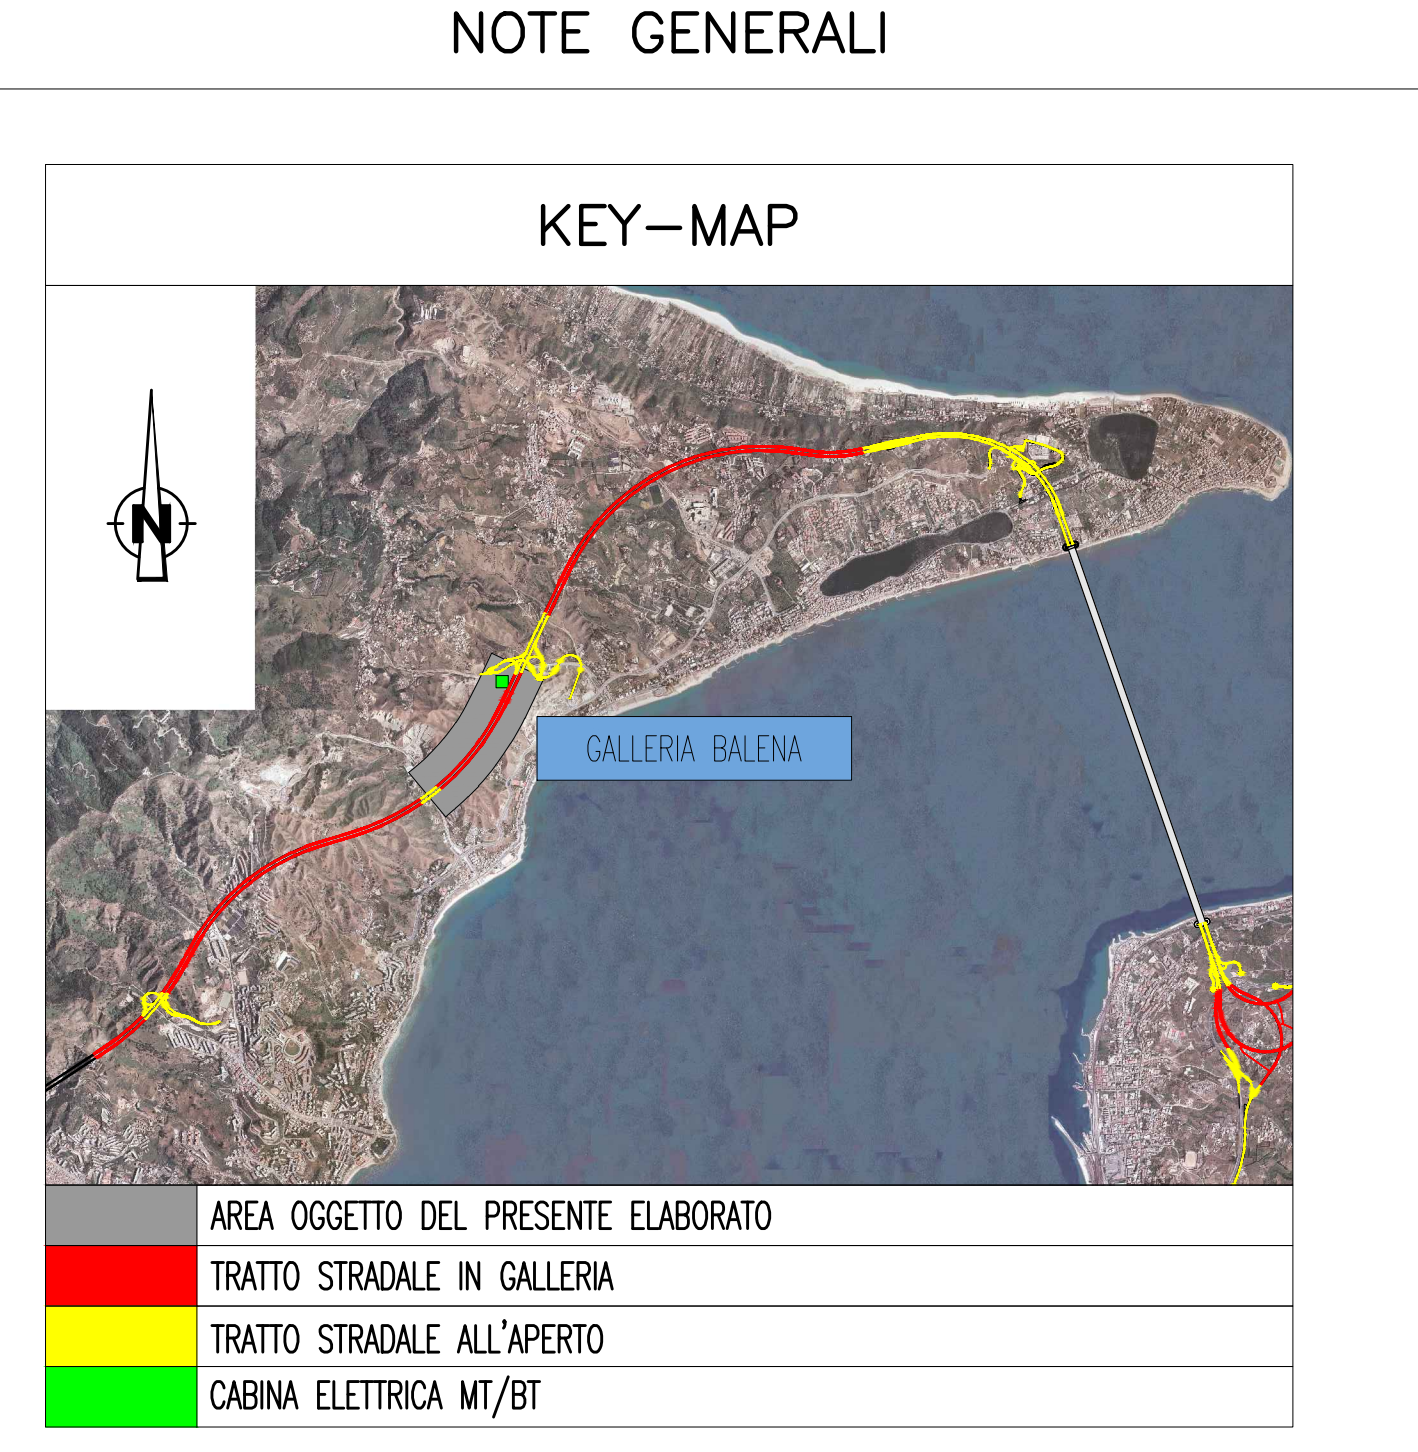 NOTE GENERALI
KEY-MAP
N
GALLERIA BALENA
AREA OGGETTO DEL PRESENTE ELABORATO
TRATTO STRADALE IN GALLERIA
TRATTO STRADALE ALL'APERTO
CABINA ELETTRICA MT/BT